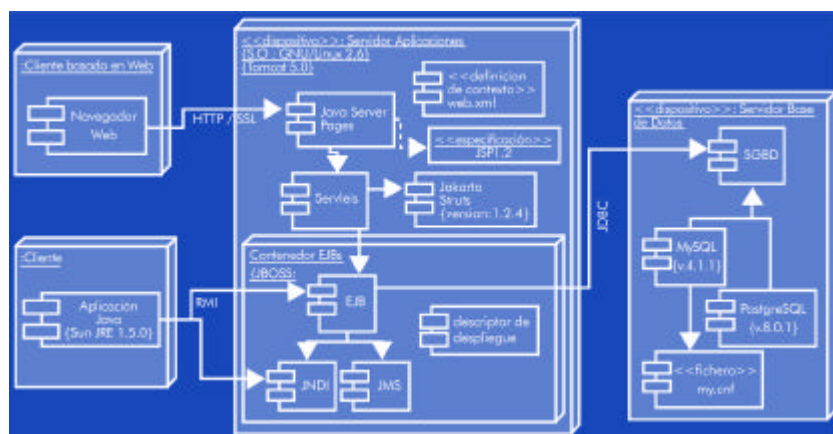 :Cliente basado en Web
Navegador
Web
HTTP / SSL
<<dispositivo>> : Servidor Aplicaciones
{S.O : GNU/Linux 2,6}
{Tomcat 5.0}
Java Server
Pages
<<definicion
de contexto>>
web.xml
<<especificación>>
JSP1.2
Servlets
Jakarta
Struts
{version:1.2.4}
:Cliente
Aplicación
Java
{Sun JRE 1.5.0}
RMI
Contenedor EJBs
(JBOSS;
EJB
descriptor de
despliegue
JNDI
JMS
JDBC
<<dispositivo>> : Servidor Base
de Datos
SGBD
MySQL
{v.4.1.1}
PostgreSQL
{v.8.0.1}
<<fichero>>
my.cnf